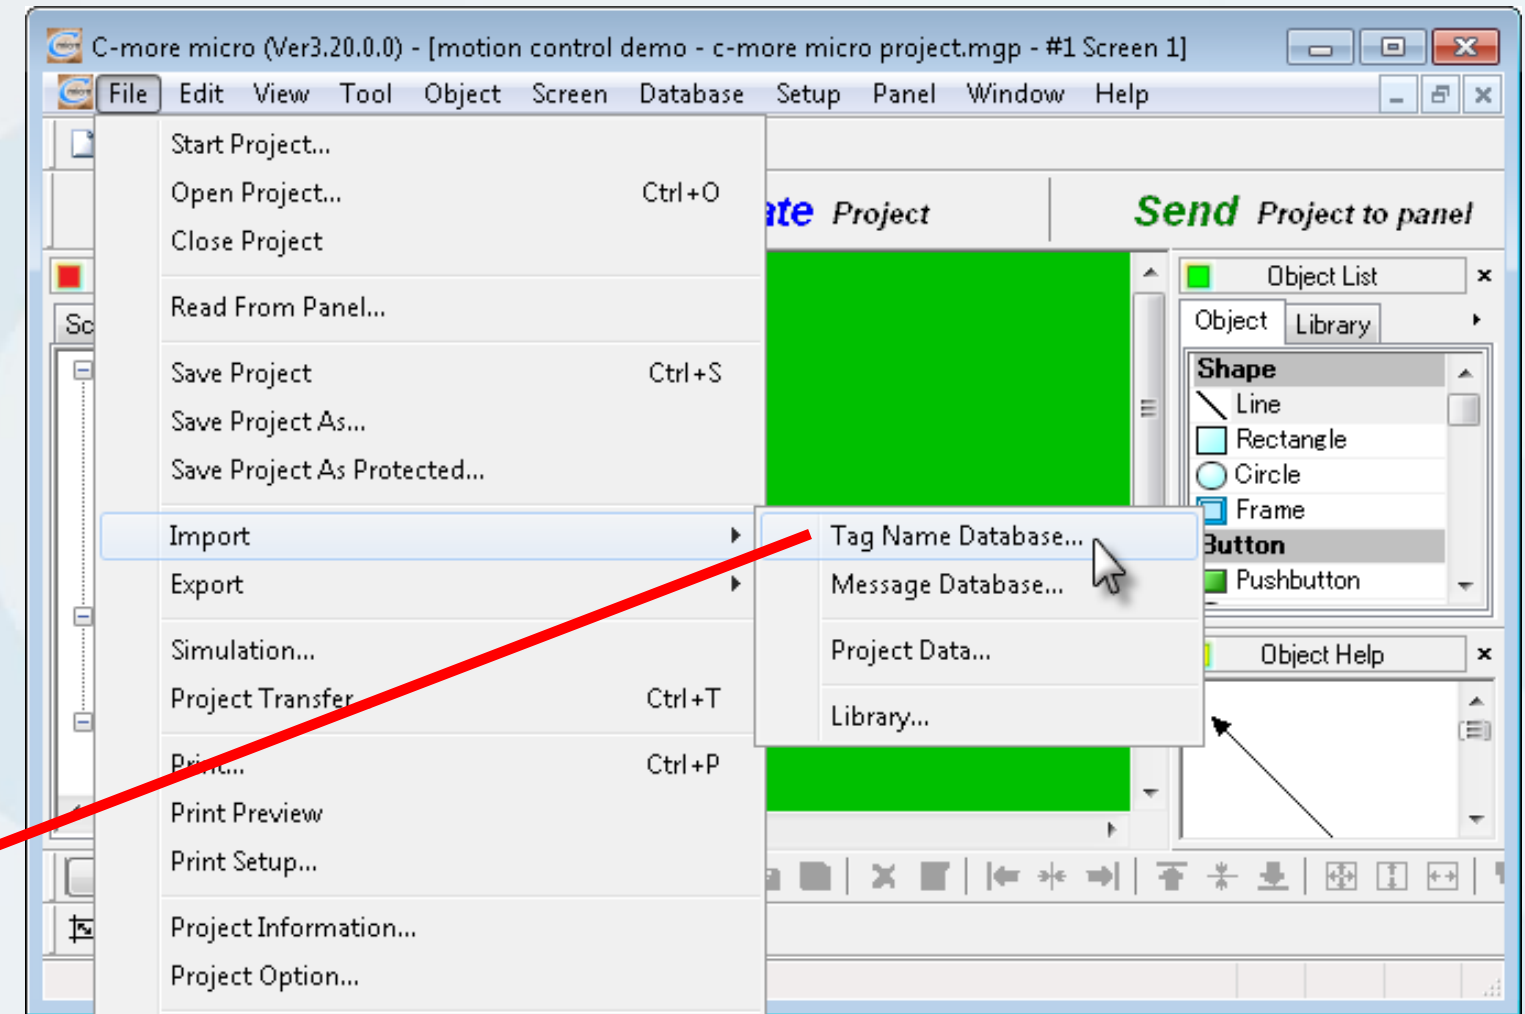 C-more micro (Ver3.20.0.0) - [motion control demo - c-more micro project.mgp - #1 Screen 1]
File Edit View Tool Object Screen Database Setup Panel Window Help
Start Project...
Open Project... Ctrl+O
Close Project
Read From Panel...
Save Project Ctrl+S
Save Project As...
Save Project As Protected...
Import
Export
Simulation...
Project Transfer Ctrl+T
Print... Ctrl+P
Print Preview
Print Setup...
Project Information...
Project Option...
Tag Name Database...
Message Database...
Project Data...
Library...
Project
Send Project to panel
Object List
Object Library
Shape
Line
Rectangle
Circle
Frame
Button
Pushbutton
Object Help